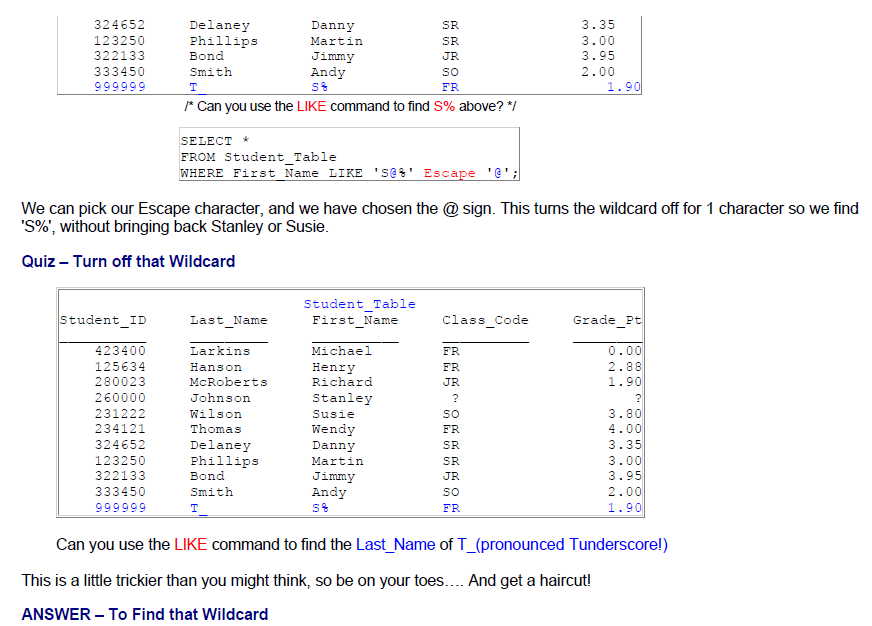 324652 Delaney Danny SR 3.35
123250 Phillips Martin SR 3.00
322133 Bond Jimmy JR 3.95
333450 Smith Andy SO 2.00
999999 T_ S% FR 1.90
/* Can you use the LIKE command to find S% above? */
SELECT *
FROM Student_Table
WHERE First_Name LIKE 'S@%' Escape '@';
We can pick our Escape character, and we have chosen the @ sign. This turns the wildcard off for 1 character so we find
'S%', without bringing back Stanley or Susie.
Quiz – Turn off that Wildcard
Student_Table
Student_ID Last_Name First_Name Class_Code Grade_Pt
423400 Larkins Michael FR 0.00
125634 Hanson Henry FR 2.88
280023 McRoberts Richard JR 1.90
260000 Johnson Stanley ? ?
231222 Wilson Susie SO 3.80
234121 Thomas Wendy FR 4.00
324652 Delaney Danny SR 3.35
123250 Phillips Martin SR 3.00
322133 Bond Jimmy JR 3.95
333450 Smith Andy SO 2.00
999999 T_ S% FR 1.90
Can you use the LIKE command to find the Last_Name of T_(pronounced Tunderscore!)
This is a little trickier than you might think, so be on your toes…. And get a haircut!
ANSWER – To Find that Wildcard